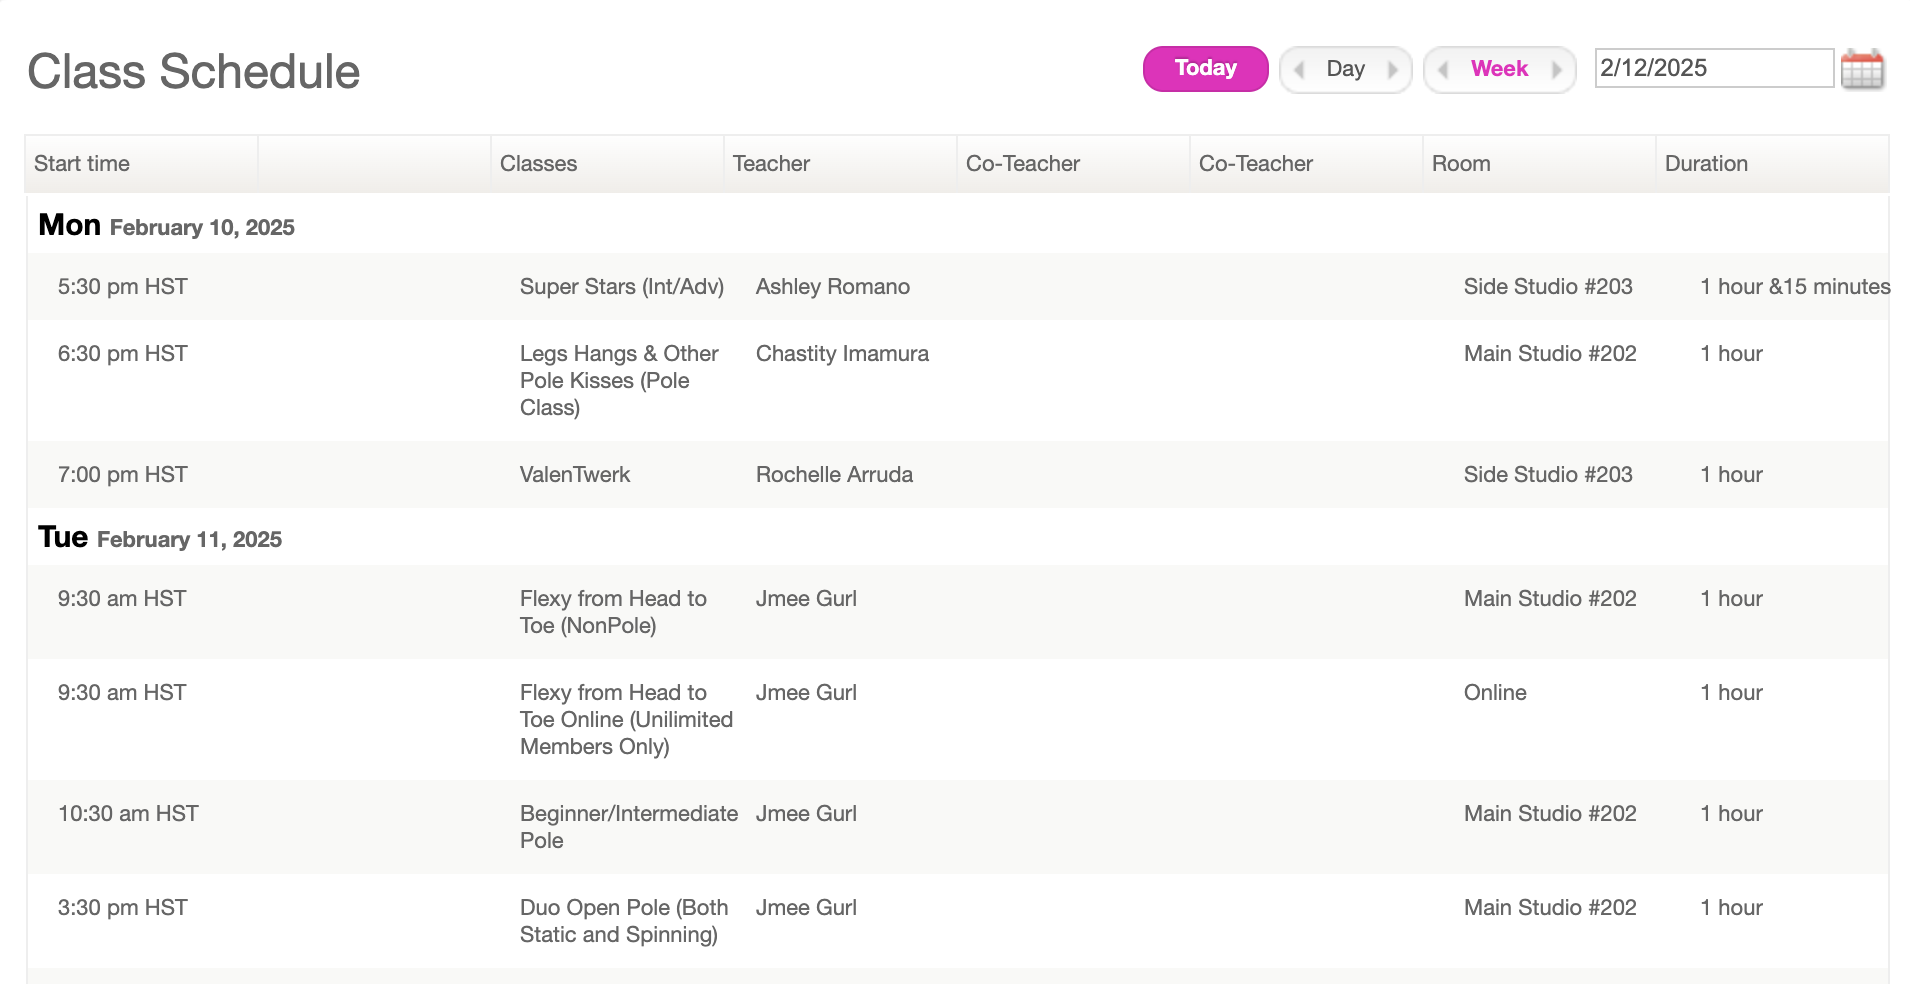 Class Schedule
Today Day Week 2/12/2025
Start time Classes Teacher Co-Teacher Co-Teacher Room Duration
Mon February 10, 2025
5:30 pm HST Super Stars (Int/Adv) Ashley Romano Side Studio #203 1 hour &15 minutes
6:30 pm HST Legs Hangs & Other Chastity Imamura Main Studio #202 1 hour
Pole Kisses (Pole
Class)
7:00 pm HST ValenTwerk Rochelle Arruda Side Studio #203 1 hour
Tue February 11, 2025
9:30 am HST Flexy from Head to Jmee Gurl Main Studio #202 1 hour
Toe (NonPole)
9:30 am HST Flexy from Head to Jmee Gurl Online 1 hour
Toe Online (Unilimited
Members Only)
10:30 am HST Beginner/Intermediate Jmee Gurl Main Studio #202 1 hour
Pole
3:30 pm HST Duo Open Pole (Both Jmee Gurl Main Studio #202 1 hour
Static and Spinning)